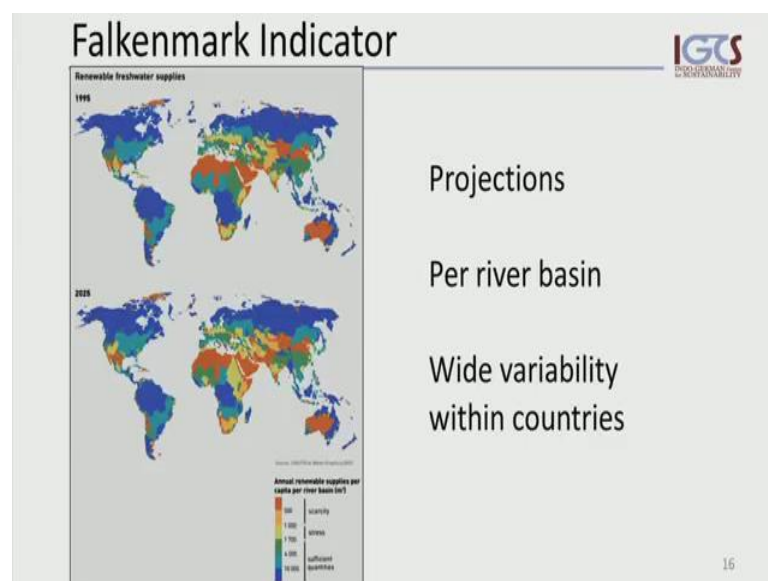 Falkenmark Indicator
IGCS
INDO-GERMAN Centre
for SUSTAINABILITY
Renewable freshwater supplies
1995
Projections
Per river basin
2025
Wide variability
within countries
Annual renewable supplies per
capita per river basin (m³)
500
scarcity
1 000
stress
1 700
4 000
sufficient
quantities
10 000
16